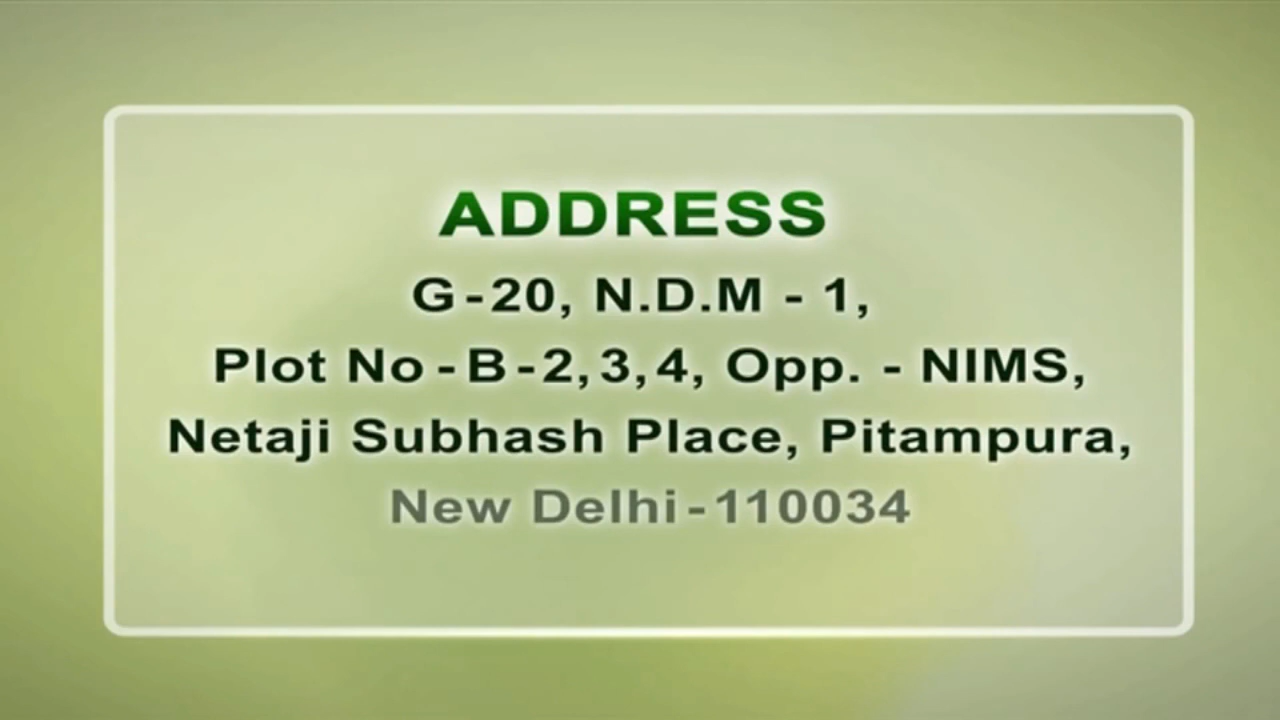 ADDRESS
G-20, N.D.M - 1,
Plot No-B-2,3,4, Opp. - NIMS,
Netaji Subhash Place, Pitampura,
New Delhi-110034